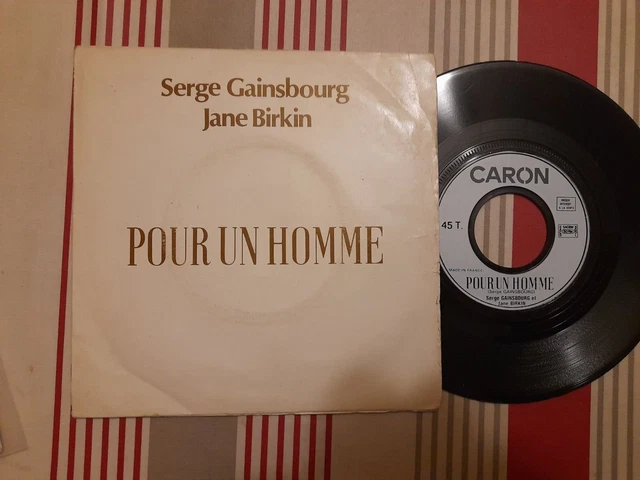 Serge Gainsbourg
Jane Birkin
POUR UN HOMME
CARON
45 T.
MADE IN FRANCE
POUR UN HOMME
(Serge GAINSBOURG)
Serge GAINSBOURG et
Jane BIRKIN